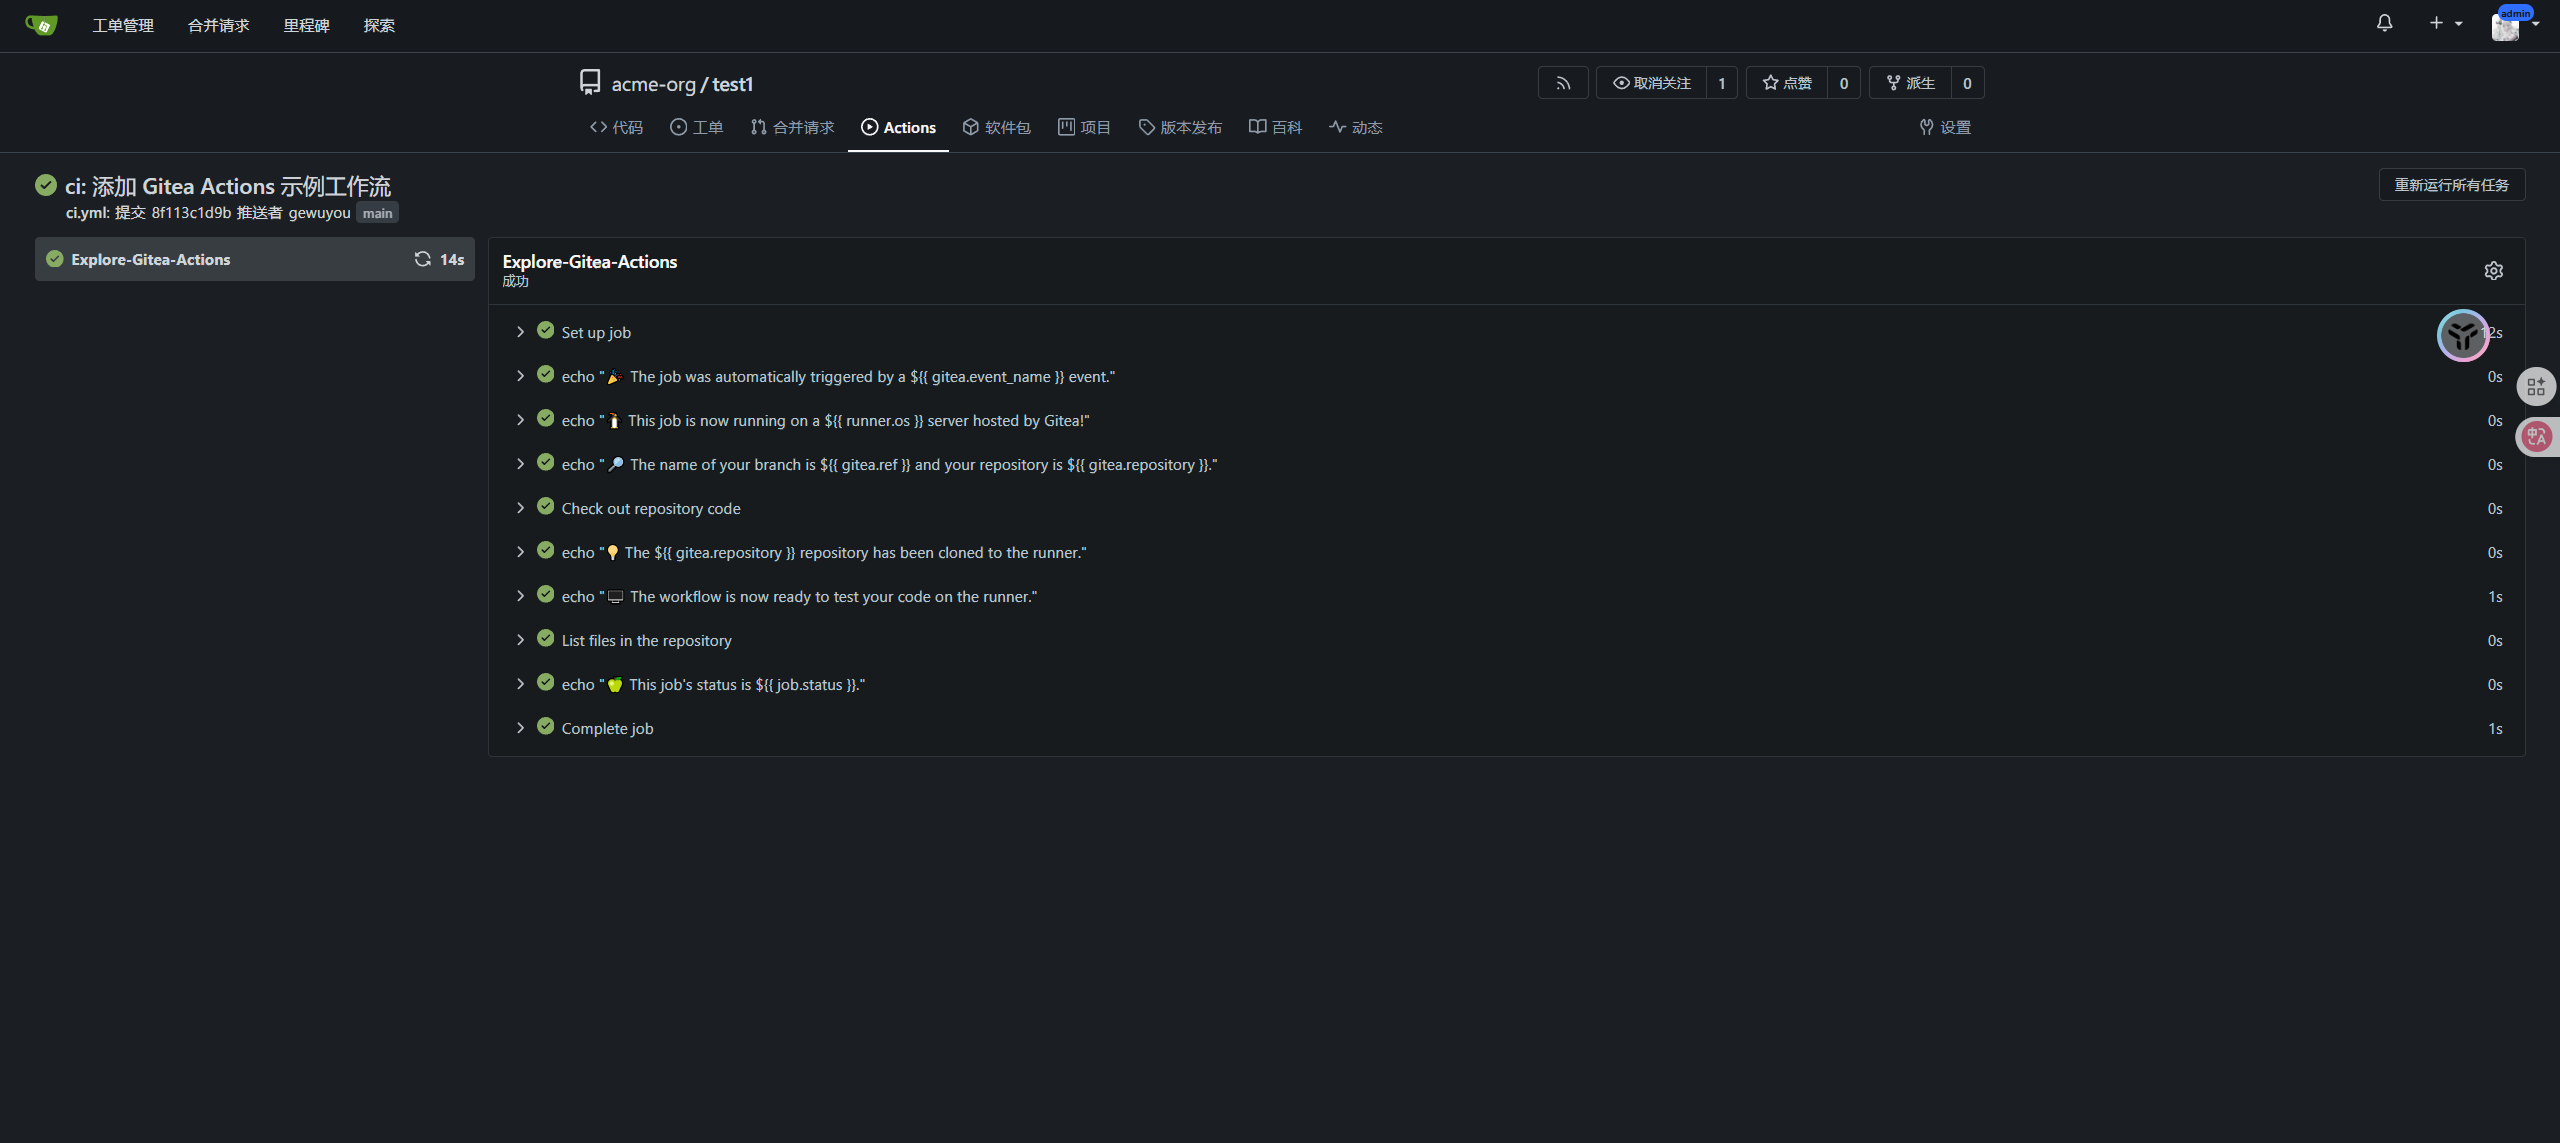 工单管理 合并请求 里程碑 探索 admin
acme-org / test1 取消关注 1 点赞 0 派生 0
代码 工单 合并请求 Actions 软件包 项目 版本发布 百科 动态 设置
ci: 添加 Gitea Actions 示例工作流 重新运行所有任务
ci.yml: 提交 8f113c1d9b 推送者 gewuyou main
Explore-Gitea-Actions 14s
Explore-Gitea-Actions
成功
Set up job 12s
echo "🎉 The job was automatically triggered by a ${{ gitea.event_name }} event." 0s
echo "🐧 This job is now running on a ${{ runner.os }} server hosted by Gitea!" 0s
echo "🔎 The name of your branch is ${{ gitea.ref }} and your repository is ${{ gitea.repository }}." 0s
Check out repository code 0s
echo "💡 The ${{ gitea.repository }} repository has been cloned to the runner." 0s
echo "🖥️ The workflow is now ready to test your code on the runner." 1s
List files in the repository 0s
echo "🍏 This job's status is ${{ job.status }}." 0s
Complete job 1s